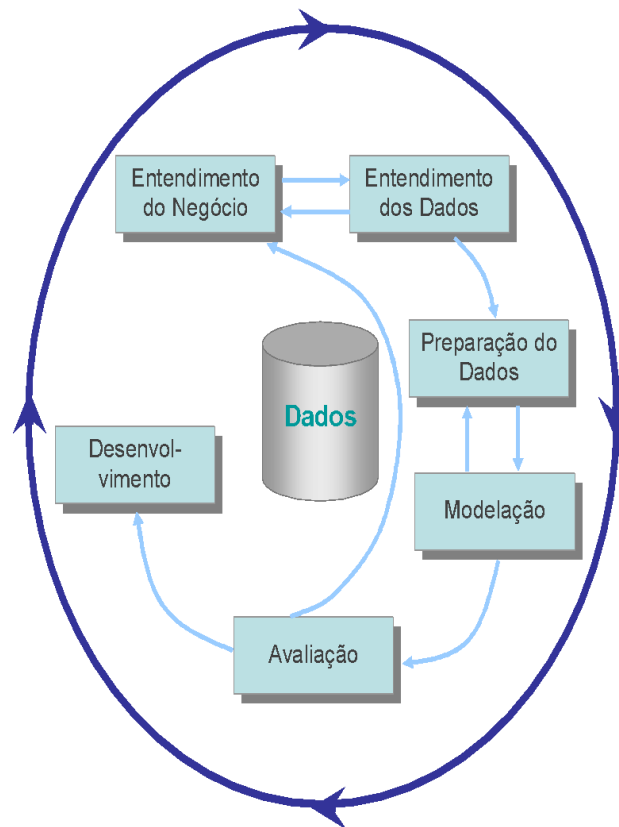 Entendimento
do Negócio
Entendimento
dos Dados
Preparação do
Dados
Dados
Desenvol-
vimento
Modelação
Avaliação